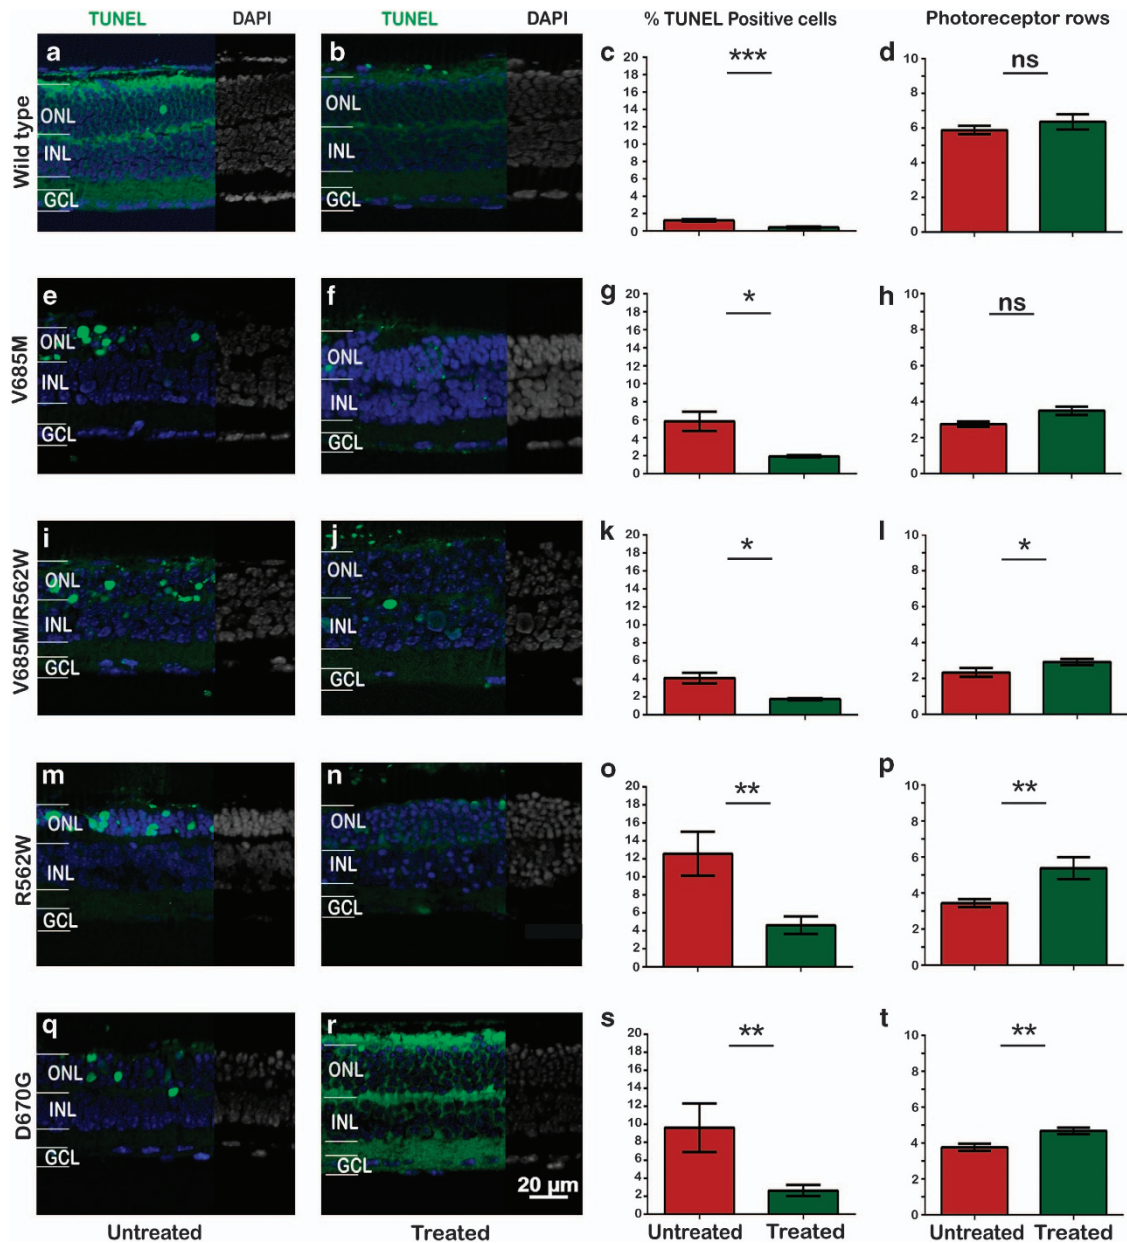 TUNEL DAPI TUNEL DAPI % TUNEL Positive cells Photoreceptor rows
Wild type
a
ONL
INL
GCL
b
ONL
INL
GCL
c
***
20
18
16
14
12
10
8
6
4
2
0
d
ns
10
8
6
4
2
0
V685M
e
ONL
INL
GCL
f
ONL
INL
GCL
g
*
20
18
16
14
12
10
8
6
4
2
0
h
ns
10
8
6
4
2
0
V685M/R562W
i
ONL
INL
GCL
j
ONL
INL
GCL
k
*
20
18
16
14
12
10
8
6
4
2
0
l
*
10
8
6
4
2
0
R562W
m
ONL
INL
GCL
n
ONL
INL
GCL
o
**
20
18
16
14
12
10
8
6
4
2
0
p
**
10
8
6
4
2
0
D670G
q
ONL
INL
GCL
r
ONL
INL
GCL
20 µm
s
**
20
18
16
14
12
10
8
6
4
2
0
t
**
10
8
6
4
2
0
Untreated Treated Untreated Treated Untreated Treated